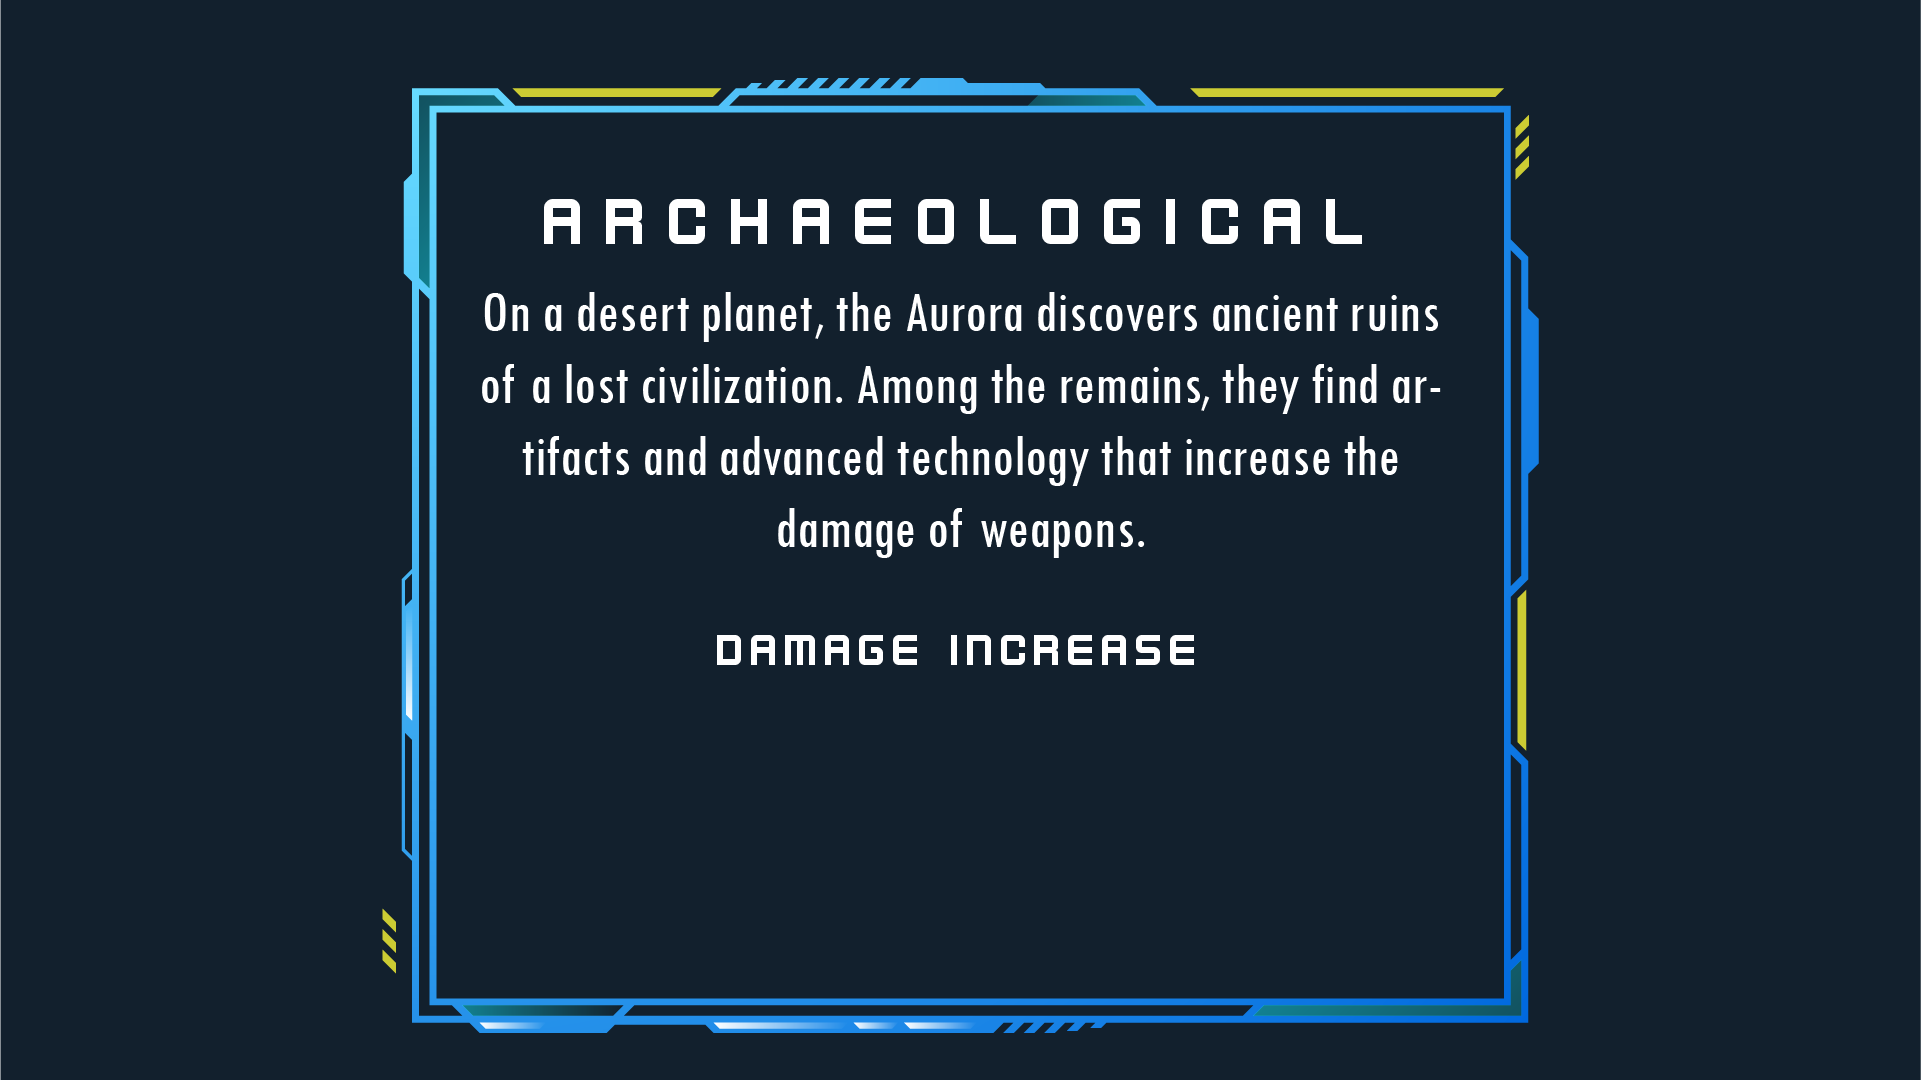 ARCHAEOLOGICAL
On a desert planet, the Aurora discovers ancient ruins
of a lost civilization. Among the remains, they find ar-
tifacts and advanced technology that increase the
damage of weapons.
DAMAGE INCREASE